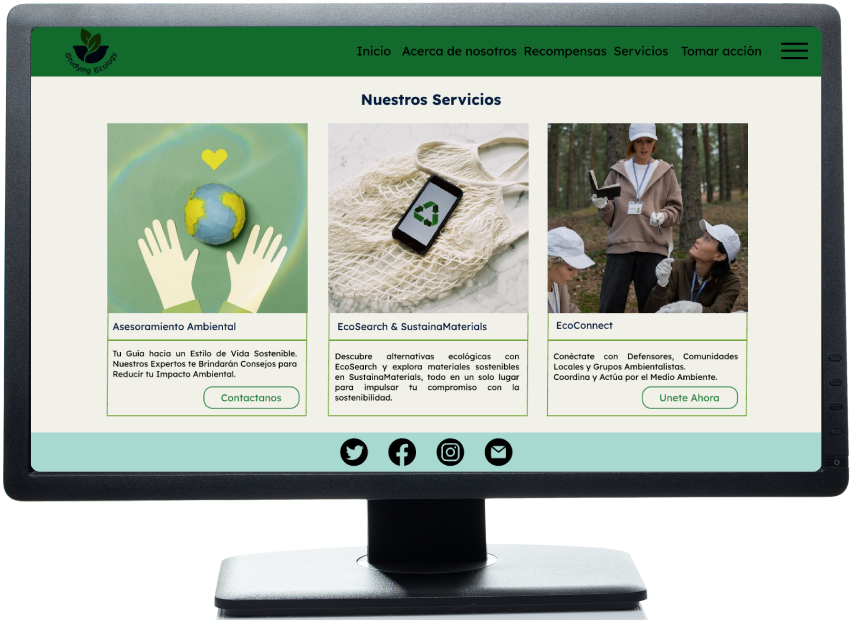 Studying Ecology
Inicio Acerca de nosotros Recompensas Servicios Tomar acción
Nuestros Servicios
Asesoramiento Ambiental
Tu Guía hacia un Estilo de Vida Sostenible.
Nuestros Expertos te Brindarán Consejos para
Reducir tu Impacto Ambiental.
Contactanos
EcoSearch & SustainaMaterials
Descubre alternativas ecológicas con
EcoSearch y explora materiales sostenibles
en SustainaMaterials, todo en un solo lugar
para impulsar tu compromiso con la
sostenibilidad.
EcoConnect
Conéctate con Defensores, Comunidades
Locales y Grupos Ambientalistas.
Coordina y Actúa por el Medio Ambiente.
Unete Ahora